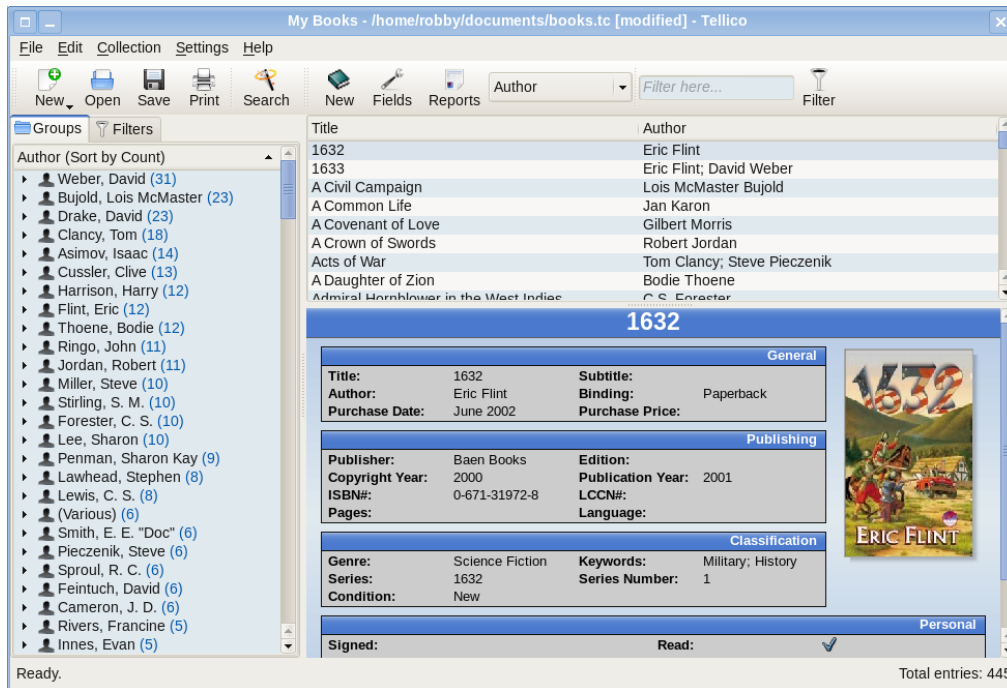 My Books - /home/robby/documents/books.tc [modified] - Tellico
File Edit Collection Settings Help
New Open Save Print Search New Fields Reports Author Filter here... Filter
Groups Filters
Author (Sort by Count)
Weber, David (31)
Bujold, Lois McMaster (23)
Drake, David (23)
Clancy, Tom (18)
Asimov, Isaac (14)
Cussler, Clive (13)
Harrison, Harry (12)
Flint, Eric (12)
Thoene, Bodie (12)
Ringo, John (11)
Jordan, Robert (11)
Miller, Steve (10)
Stirling, S. M. (10)
Forester, C. S. (10)
Lee, Sharon (10)
Penman, Sharon Kay (9)
Lawhead, Stephen (8)
Lewis, C. S. (8)
(Various) (6)
Smith, E. E. "Doc" (6)
Pieczenik, Steve (6)
Sproul, R. C. (6)
Feintuch, David (6)
Cameron, J. D. (6)
Rivers, Francine (5)
Innes, Evan (5)
Title Author
1632 Eric Flint
1633 Eric Flint; David Weber
A Civil Campaign Lois McMaster Bujold
A Common Life Jan Karon
A Covenant of Love Gilbert Morris
A Crown of Swords Robert Jordan
Acts of War Tom Clancy; Steve Pieczenik
A Daughter of Zion Bodie Thoene
Admiral Hornblower in the West Indies C.S. Forester
1632
General
Title: 1632 Subtitle:
Author: Eric Flint Binding: Paperback
Purchase Date: June 2002 Purchase Price:
Publishing
Publisher: Baen Books Edition:
Copyright Year: 2000 Publication Year: 2001
ISBN#: 0-671-31972-8 LCCN#:
Pages: Language:
Classification
Genre: Science Fiction Keywords: Military; History
Series: 1632 Series Number: 1
Condition: New
Personal
Signed: Read:
1632
ERIC FLINT
Ready. Total entries: 445